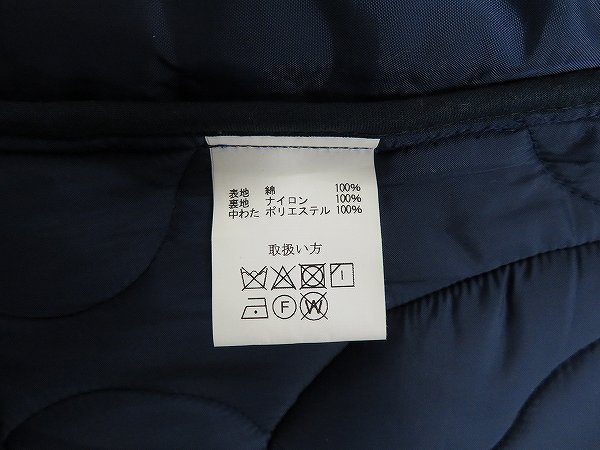 表地 綿 100%
裏地 ナイロン 100%
中わた ポリエステル 100%
取扱い方
F W